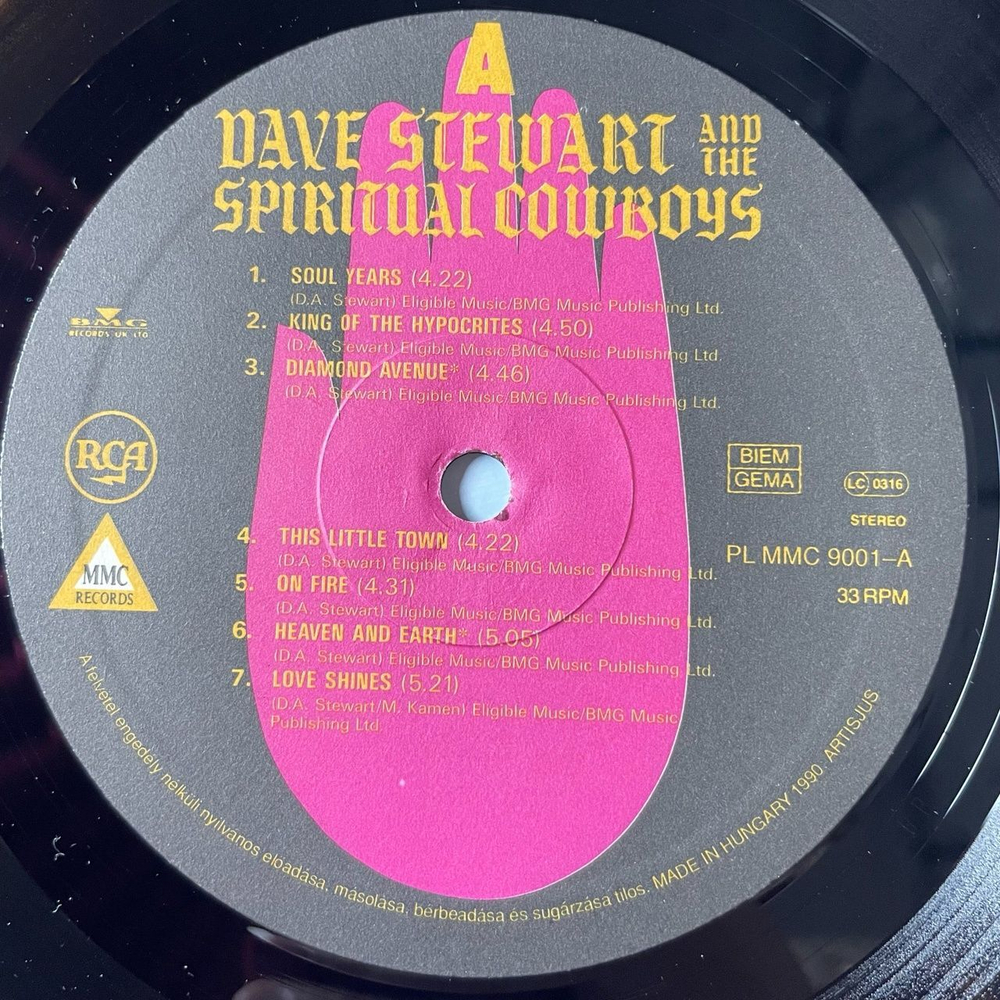 A
DAVE STEWART AND THE
SPIRITUAL COWBOYS
1. SOUL YEARS (4.22)
(D.A. Stewart) Eligible Music/BMG Music Publishing Ltd.
2. KING OF THE HYPOCRITES (4.50)
(D.A. Stewart) Eligible Music/BMG Music Publishing Ltd.
3. DIAMOND AVENUE* (4.46)
(D.A. Stewart) Eligible Music/BMG Music Publishing Ltd.
BMG
RECORDS UK LTD
RCA
MMC
RECORDS
BIEM
GEMA
LC 0316
STEREO
PL MMC 9001–A
33 RPM
4. THIS LITTLE TOWN (4.22)
(D.A. Stewart) Eligible Music/BMG Music Publishing Ltd.
5. ON FIRE (4.31)
(D.A. Stewart) Eligible Music/BMG Music Publishing Ltd.
6. HEAVEN AND EARTH* (5.05)
(D.A. Stewart) Eligible Music/BMG Music Publishing Ltd.
7. LOVE SHINES (5.21)
(D.A. Stewart/M. Kamen) Eligible Music/BMG Music
Publishing Ltd.
A felvétel engedély nélküli nyilvános előadása, másolása, bérbeadása és sugárzása tilos. MADE IN HUNGARY 1990. ARTISJUS